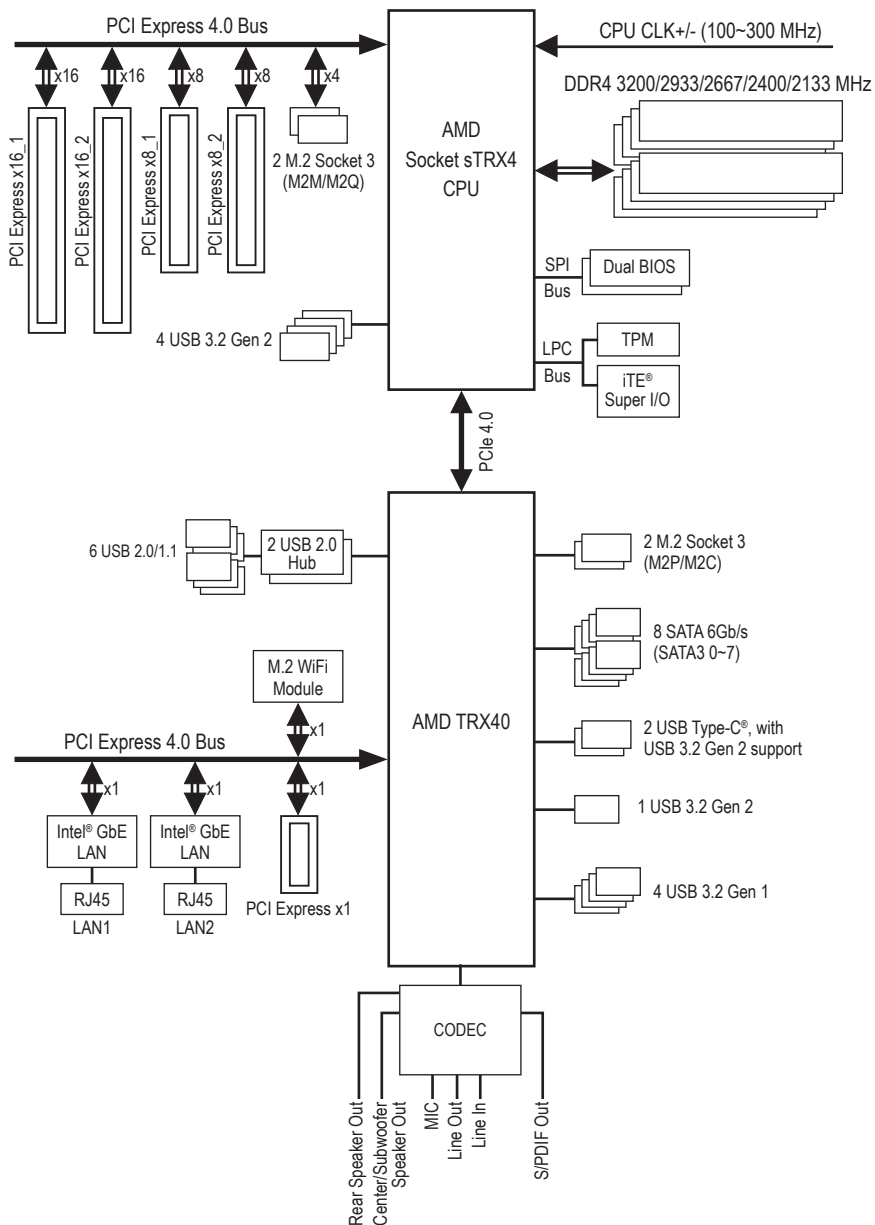 PCI Express 4.0 Bus
CPU CLK+/- (100~300 MHz)
x16
x16
x8
x8
x4
DDR4 3200/2933/2667/2400/2133 MHz
PCI Express x16_1
PCI Express x16_2
PCI Express x8_1
PCI Express x8_2
2 M.2 Socket 3
(M2M/M2Q)
AMD
Socket sTRX4
CPU
SPI
Bus
Dual BIOS
4 USB 3.2 Gen 2
LPC
Bus
TPM
iTE®
Super I/O
PCIe 4.0
6 USB 2.0/1.1
2 USB 2.0
Hub
2 M.2 Socket 3
(M2P/M2C)
8 SATA 6Gb/s
(SATA3 0~7)
M.2 WiFi
Module
x1
AMD TRX40
PCI Express 4.0 Bus
2 USB Type-C®, with
USB 3.2 Gen 2 support
x1
x1
x1
1 USB 3.2 Gen 2
Intel® GbE
LAN
Intel® GbE
LAN
RJ45
RJ45
LAN1
LAN2
PCI Express x1
4 USB 3.2 Gen 1
CODEC
Rear Speaker Out
Center/Subwoofer
Speaker Out
MIC
Line Out
Line In
S/PDIF Out